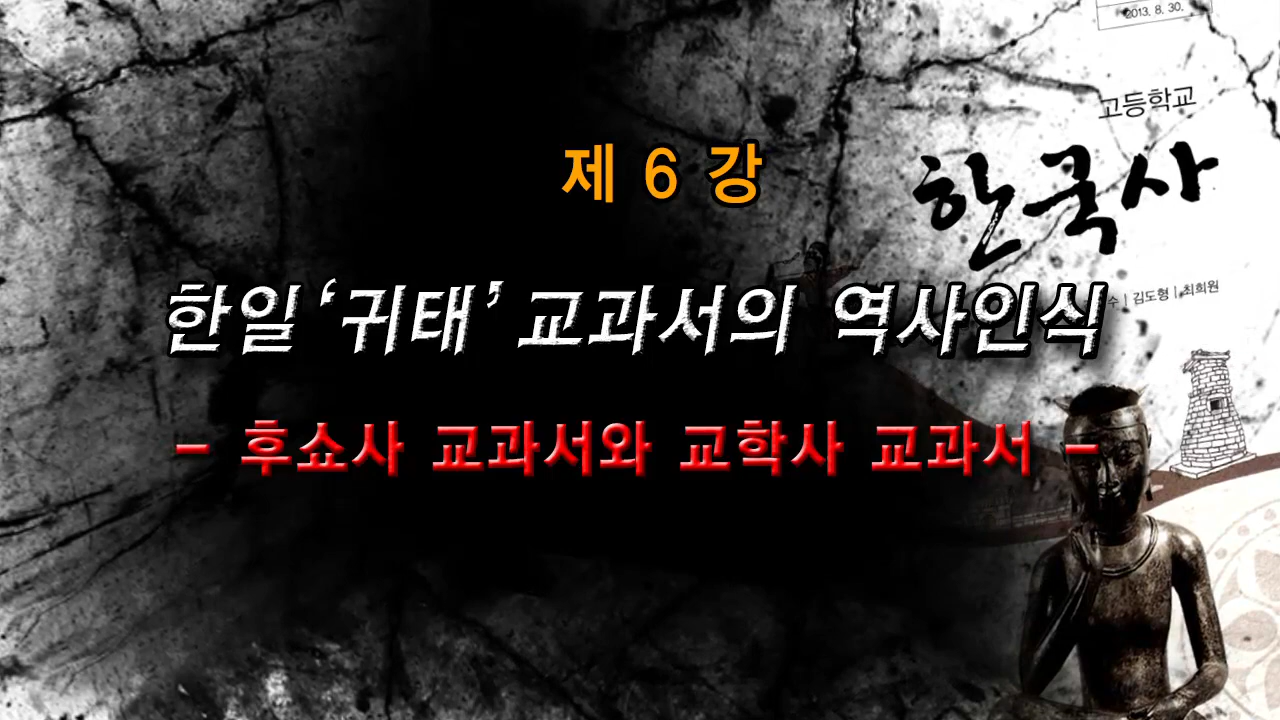 2013. 8. 30.
고등학교
한국사
수 | 김도형 | 최희원
제 6 강
한일 ‘귀태’ 교과서의 역사인식
- 후쇼사 교과서와 교학사 교과서 -